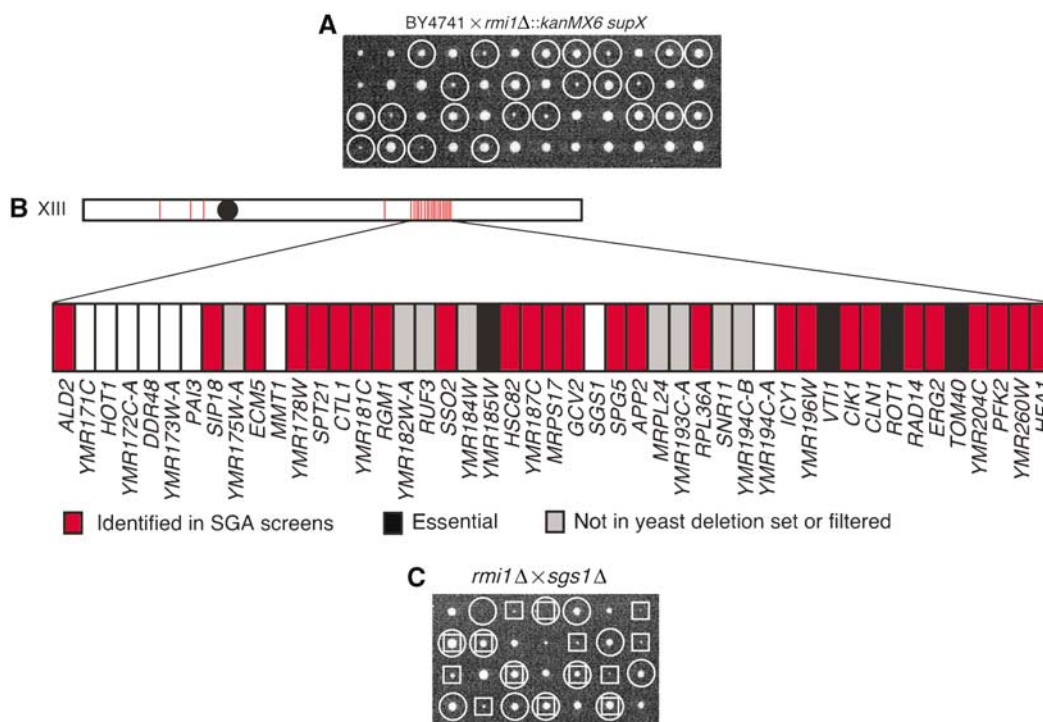 A
BY4741 × rmi1Δ::kanMX6 supX
B XIII
ALD2
YMR171C
HOT1
YMR172C-A
DDR48
YMR173W-A
PAI3
SIP18
YMR175W-A
ECM5
MMT1
YMR178W
SPT21
CTL1
YMR181C
RGM1
YMR182W-A
RUF3
SSO2
YMR184W
YMR185W
HSC82
YMR187C
MRPS17
GCV2
SGS1
SPG5
APP2
MRPL24
YMR193C-A
RPL36A
SNR11
YMR194C-B
YMR194C-A
ICY1
YMR196W
VTI1
CIK1
CLN1
ROT1
RAD14
ERG2
TOM40
YMR204C
PFK2
YMR260W
HFA1
Identified in SGA screens
Essential
Not in yeast deletion set or filtered
C
rmi1Δ × sgs1Δ